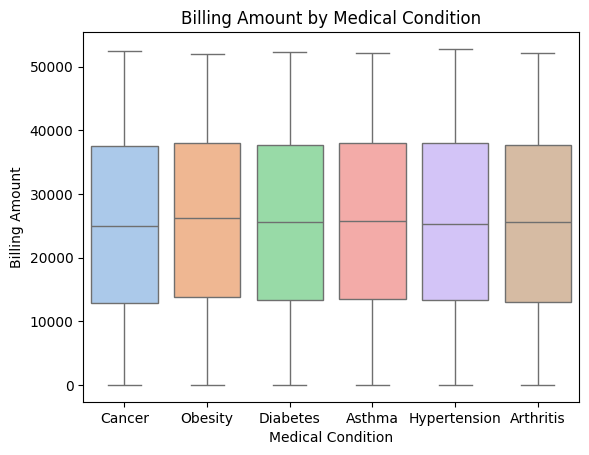 Billing Amount by Medical Condition
Billing Amount
50000
40000
30000
20000
10000
0
Cancer Obesity Diabetes Asthma Hypertension Arthritis
Medical Condition